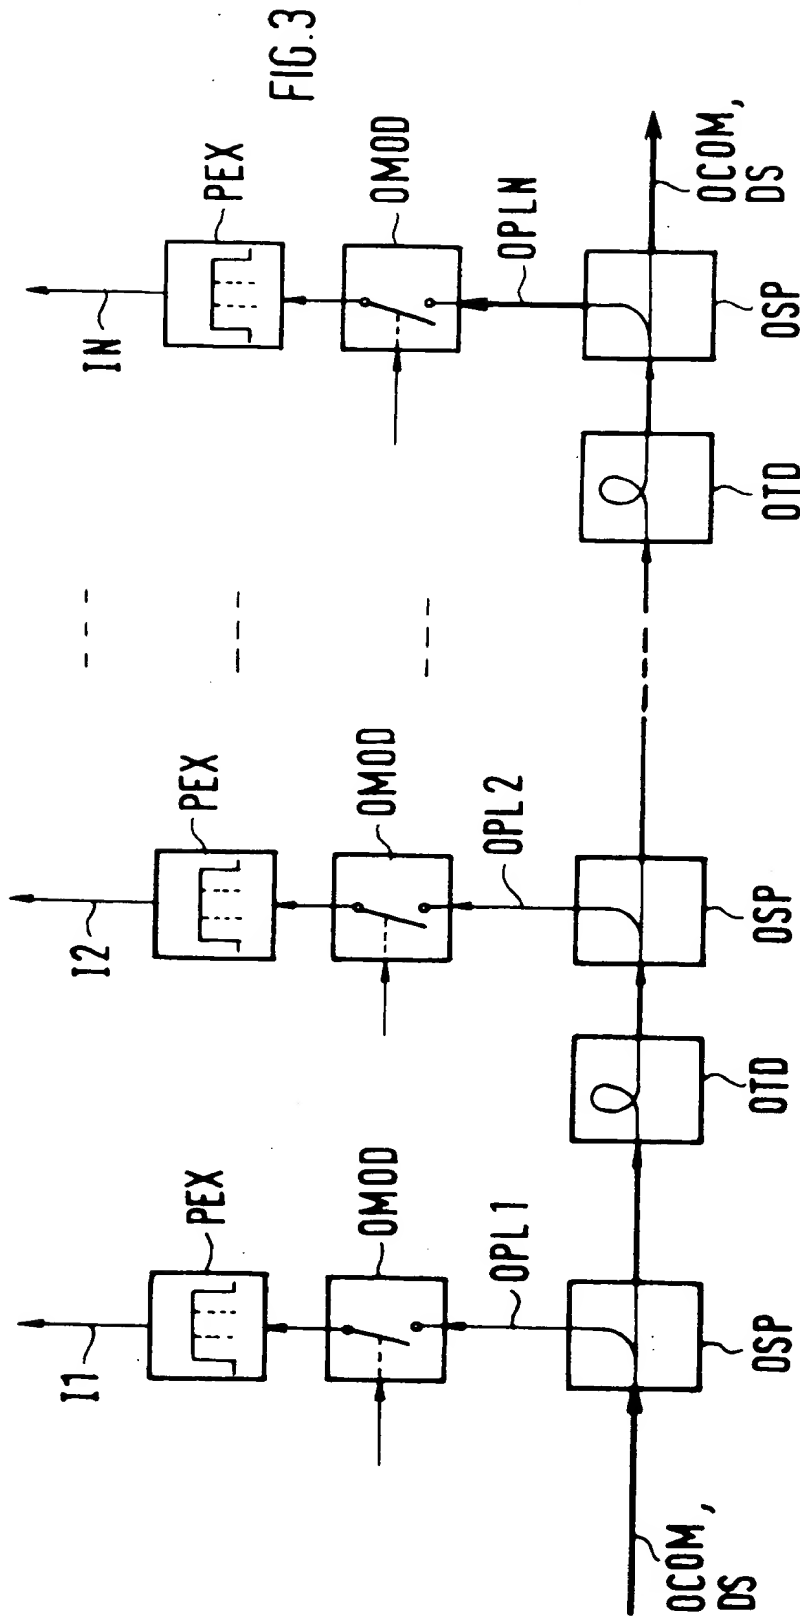 FIG.3
I1
PEX
OMOD
OPL1
OSP
OCOM,
DS
I2
PEX
OMOD
OPL2
OSP
OTD
IN
PEX
OMOD
OPLN
OSP
OTD
OCOM,
DS